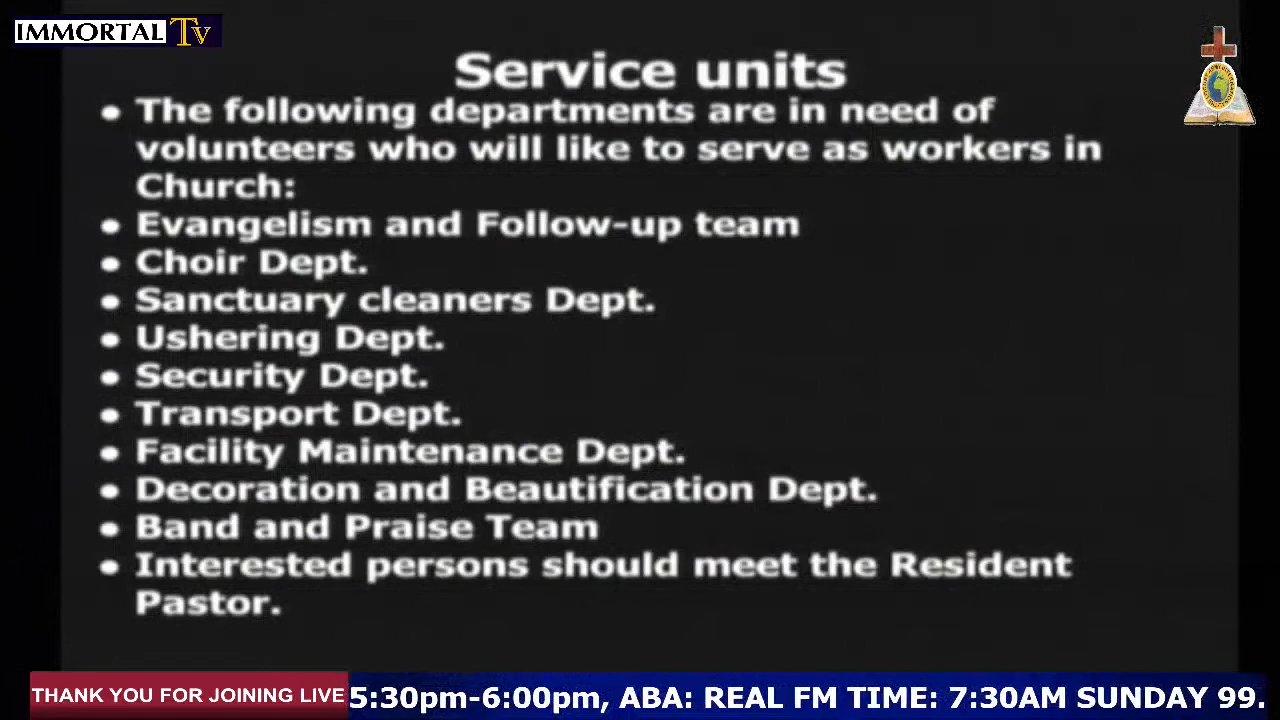 IMMORTAL Tv
Service units
• The following departments are in need of
volunteers who will like to serve as workers in
Church:
• Evangelism and Follow-up team
• Choir Dept.
• Sanctuary cleaners Dept.
• Ushering Dept.
• Security Dept.
• Transport Dept.
• Facility Maintenance Dept.
• Decoration and Beautification Dept.
• Band and Praise Team
• Interested persons should meet the Resident
Pastor.
THANK YOU FOR JOINING LIVE 5:30pm-6:00pm, ABA: REAL FM TIME: 7:30AM SUNDAY 99.